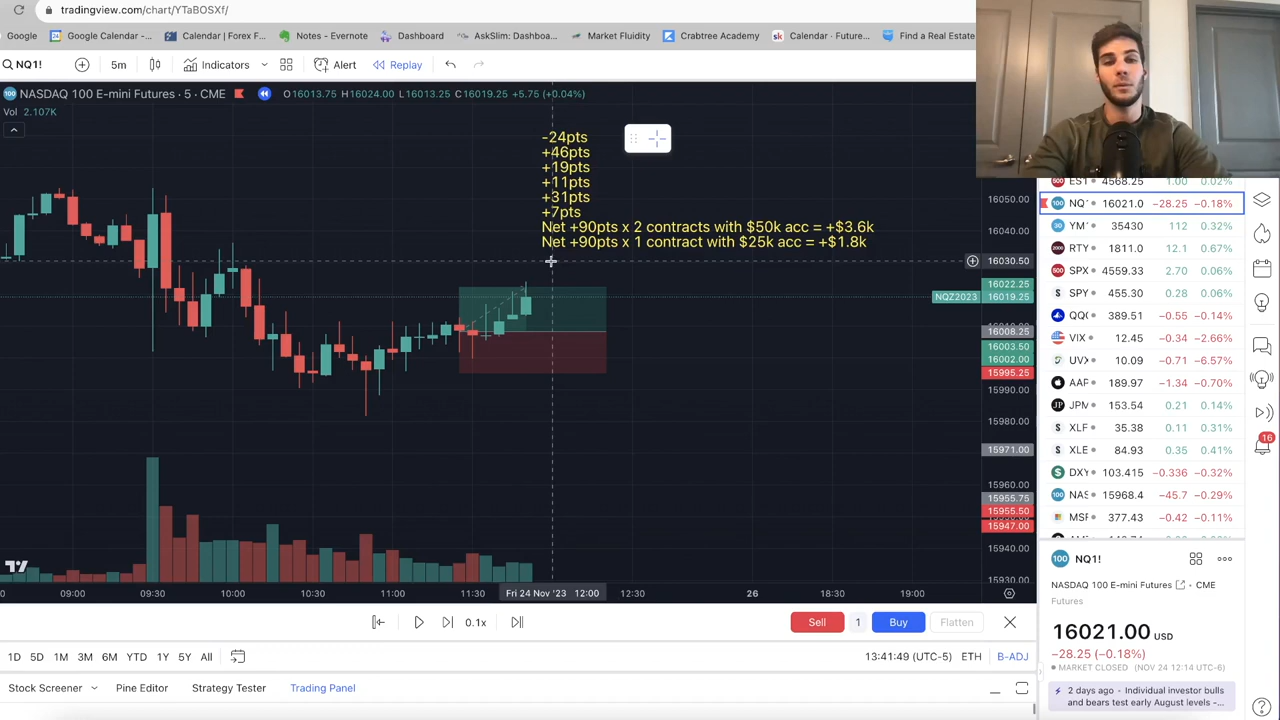 tradingview.com/chart/YTaBOSXf/
Google
Google Calendar -...
Calendar | Forex F...
Notes - Evernote
AskSlim: Dashboa...
Market Fluidity
Crabtree Academy
Calendar · Future...
Find a Real Estate
NQ1!
5m
Indicators
Alert
Replay
NASDAQ 100 E-mini Futures · 5 · CME
O16013.75 H16024.00 L16013.25 C16019.25 +5.75 (+0.04%)
Vol 2.107K
-24pts
+46pts
+19pts
+11pts
+31pts
+7pts
Net +90pts x 2 contracts with $50k acc = +$3.6k
Net +90pts x 1 contract with $25k acc = +$1.8k
16050.00
16040.00
16030.50
16022.25
NQZ2023 16019.25
16008.25
16003.50
16002.00
15995.25
15990.00
15980.00
15971.00
15960.00
15955.75
15955.50
15947.00
15940.00
15930.00
09:30
10:00
10:30
11:00
11:30
Fri 24 Nov '23 12:00
12:30
26
18:30
19:00
0.1x
Sell
1
Buy
Flatten
1D 5D 1M 3M 6M YTD 1Y 5Y All
13:41:49 (UTC-5) ETH B-ADJ
Stock Screener
Pine Editor
Strategy Tester
Trading Panel
ES1 4568.25 1.00 0.02%
NQ 16021.0 −28.25 −0.18%
YM 35430 112 0.32%
RTY 1811.0 12.1 0.67%
SPX 4559.33 2.70 0.06%
SPY 455.30 0.28 0.06%
QQQ 389.51 −0.55 −0.14%
VIX 12.45 −0.34 −2.66%
UVX 10.09 −0.71 −6.57%
AAP 189.97 −1.34 −0.70%
JPM 153.54 0.21 0.14%
XLF 35.38 0.11 0.31%
XLE 84.93 0.35 0.41%
DXY 103.415 −0.336 −0.32%
NAS 15968.4 −45.7 −0.29%
MSF 377.43 −0.42 −0.11%
16
NQ1!
NASDAQ 100 E-mini Futures · CME
Futures
16021.00 USD
−28.25 (−0.18%)
MARKET CLOSED (NOV 24 12:14 UTC-6)
2 days ago · Individual investor bulls
and bears test early August levels -...